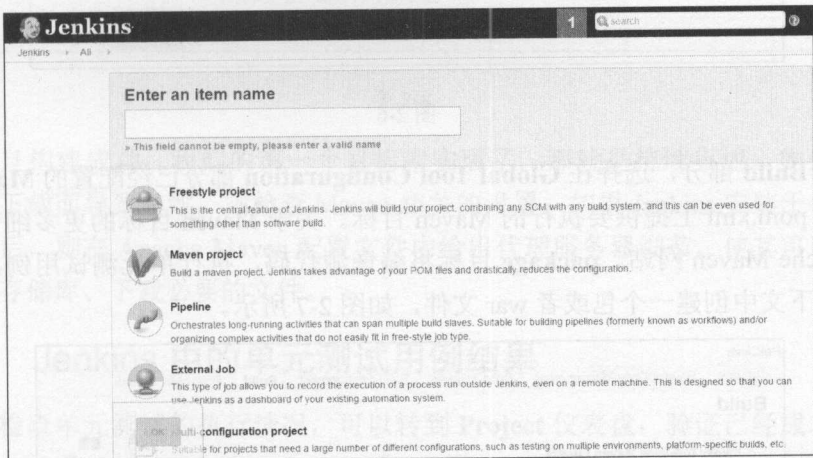 Jenkins
1
search
Jenkins All
Enter an item name
» This field cannot be empty, please enter a valid name
Freestyle project
This is the central feature of Jenkins. Jenkins will build your project, combining any SCM with any build system, and this can be even used for
something other than software build.
Maven project
Build a maven project. Jenkins takes advantage of your POM files and drastically reduces the configuration.
Pipeline
Orchestrates long-running activities that can span multiple build slaves. Suitable for building pipelines (formerly known as workflows) and/or
organizing complex activities that do not easily fit in free-style job type.
External Job
This type of job allows you to record the execution of a process run outside Jenkins, even on a remote machine. This is designed so that you can
use Jenkins as a dashboard of your existing automation system.
OK
Multi-configuration project
Suitable for projects that need a large number of different configurations, such as testing on multiple environments, platform-specific builds, etc.